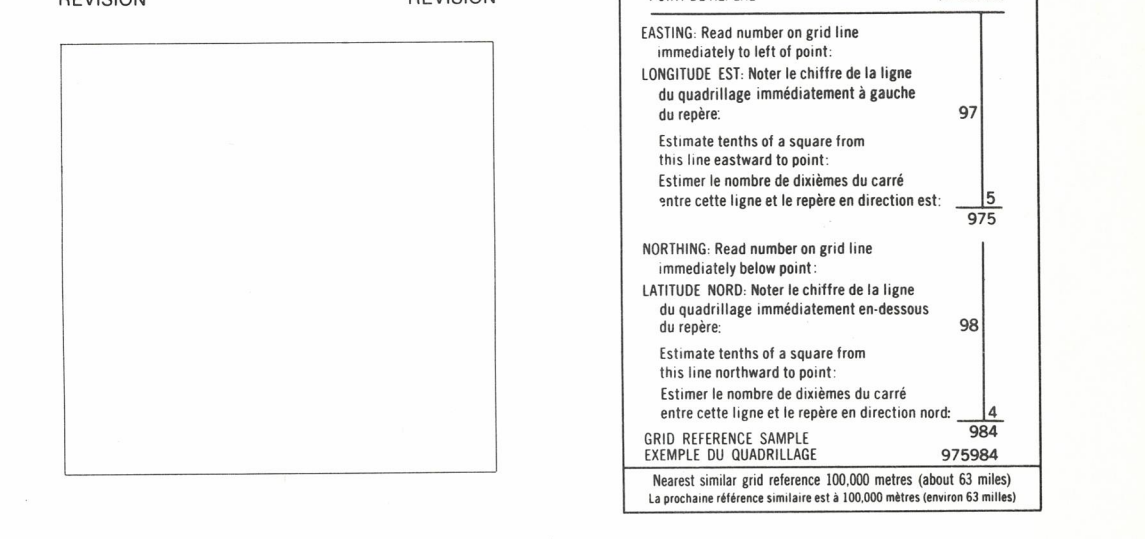 REVISION REVISION
EASTING: Read number on grid line
immediately to left of point:
LONGITUDE EST: Noter le chiffre de la ligne
du quadrillage immédiatement à gauche
du repère: 97
Estimate tenths of a square from
this line eastward to point:
Estimer le nombre de dixièmes du carré
entre cette ligne et le repère en direction est: 5
975
NORTHING: Read number on grid line
immediately below point:
LATITUDE NORD: Noter le chiffre de la ligne
du quadrillage immédiatement en-dessous
du repère: 98
Estimate tenths of a square from
this line northward to point:
Estimer le nombre de dixièmes du carré
entre cette ligne et le repère en direction nord: 4
984
GRID REFERENCE SAMPLE
EXEMPLE DU QUADRILLAGE 975984
Nearest similar grid reference 100,000 metres (about 63 miles)
La prochaine référence similaire est à 100,000 mètres (environ 63 milles)